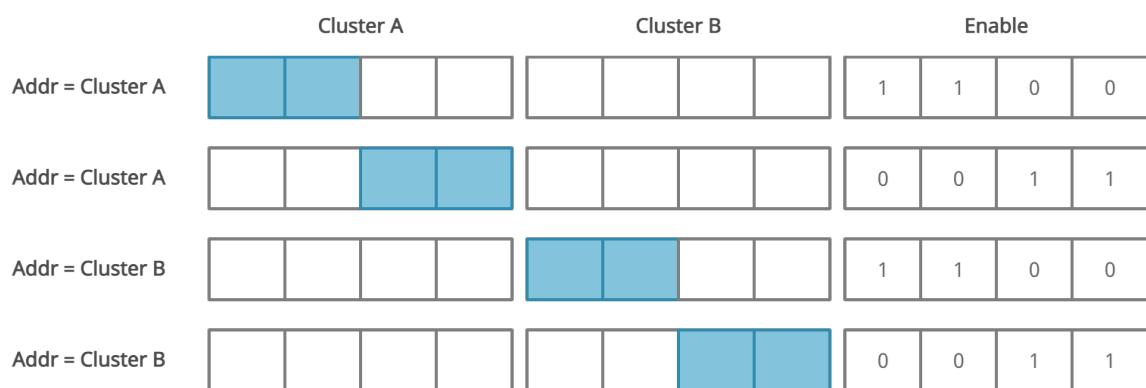 Cluster A Cluster B Enable
Addr = Cluster A 1 1 0 0
Addr = Cluster A 0 0 1 1
Addr = Cluster B 1 1 0 0
Addr = Cluster B 0 0 1 1